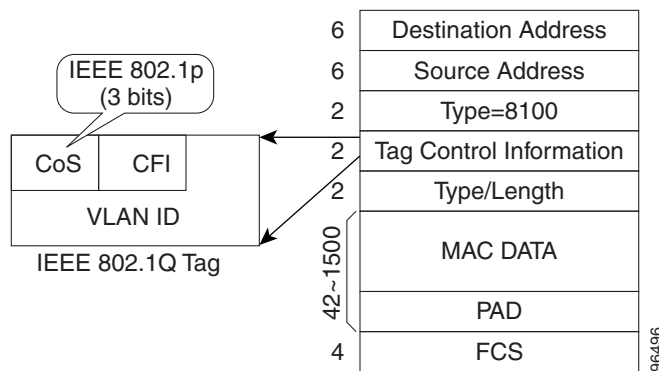 6 Destination Address
6 Source Address
2 Type=8100
2 Tag Control Information
2 Type/Length
42~1500
MAC DATA
PAD
4 FCS
IEEE 802.1p
(3 bits)
CoS CFI
VLAN ID
IEEE 802.1Q Tag
96496